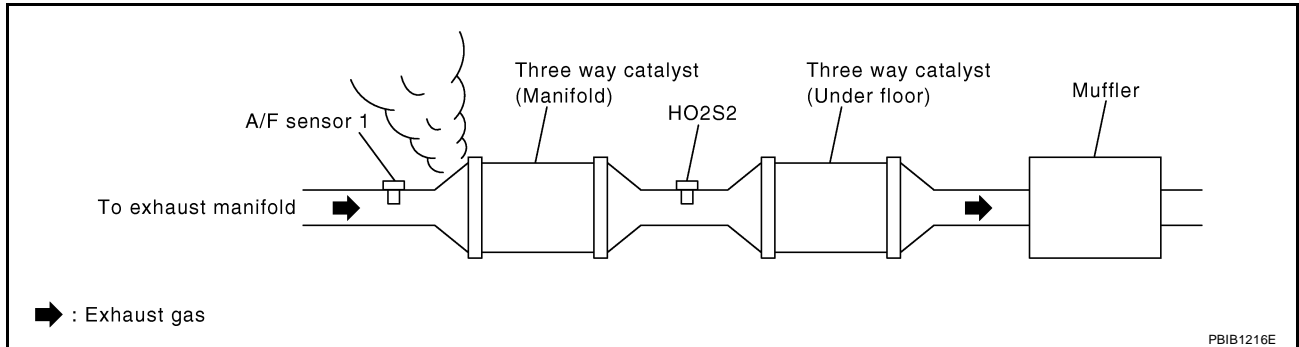 Three way catalyst
(Manifold)
Three way catalyst
(Under floor)
Muffler
A/F sensor 1
HO2S2
To exhaust manifold
: Exhaust gas
PBIB1216E